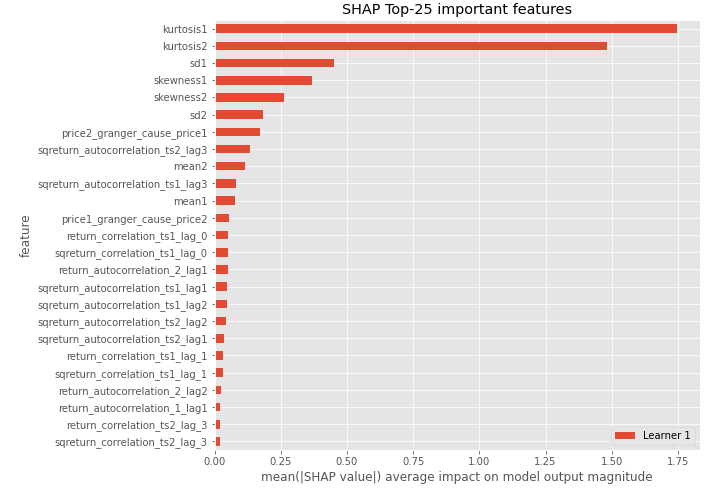 SHAP Top-25 important features
kurtosis1
kurtosis2
sd1
skewness1
skewness2
sd2
price2_granger_cause_price1
sqreturn_autocorrelation_ts2_lag3
mean2
sqreturn_autocorrelation_ts1_lag3
mean1
price1_granger_cause_price2
return_correlation_ts1_lag_0
sqreturn_correlation_ts1_lag_0
return_autocorrelation_2_lag1
sqreturn_autocorrelation_ts1_lag1
sqreturn_autocorrelation_ts1_lag2
sqreturn_autocorrelation_ts2_lag2
sqreturn_autocorrelation_ts2_lag1
return_correlation_ts1_lag_1
sqreturn_correlation_ts1_lag_1
return_autocorrelation_2_lag2
return_autocorrelation_1_lag1
return_correlation_ts2_lag_3
sqreturn_correlation_ts2_lag_3
feature
Learner 1
0.00 0.25 0.50 0.75 1.00 1.25 1.50 1.75
mean(|SHAP value|) average impact on model output magnitude